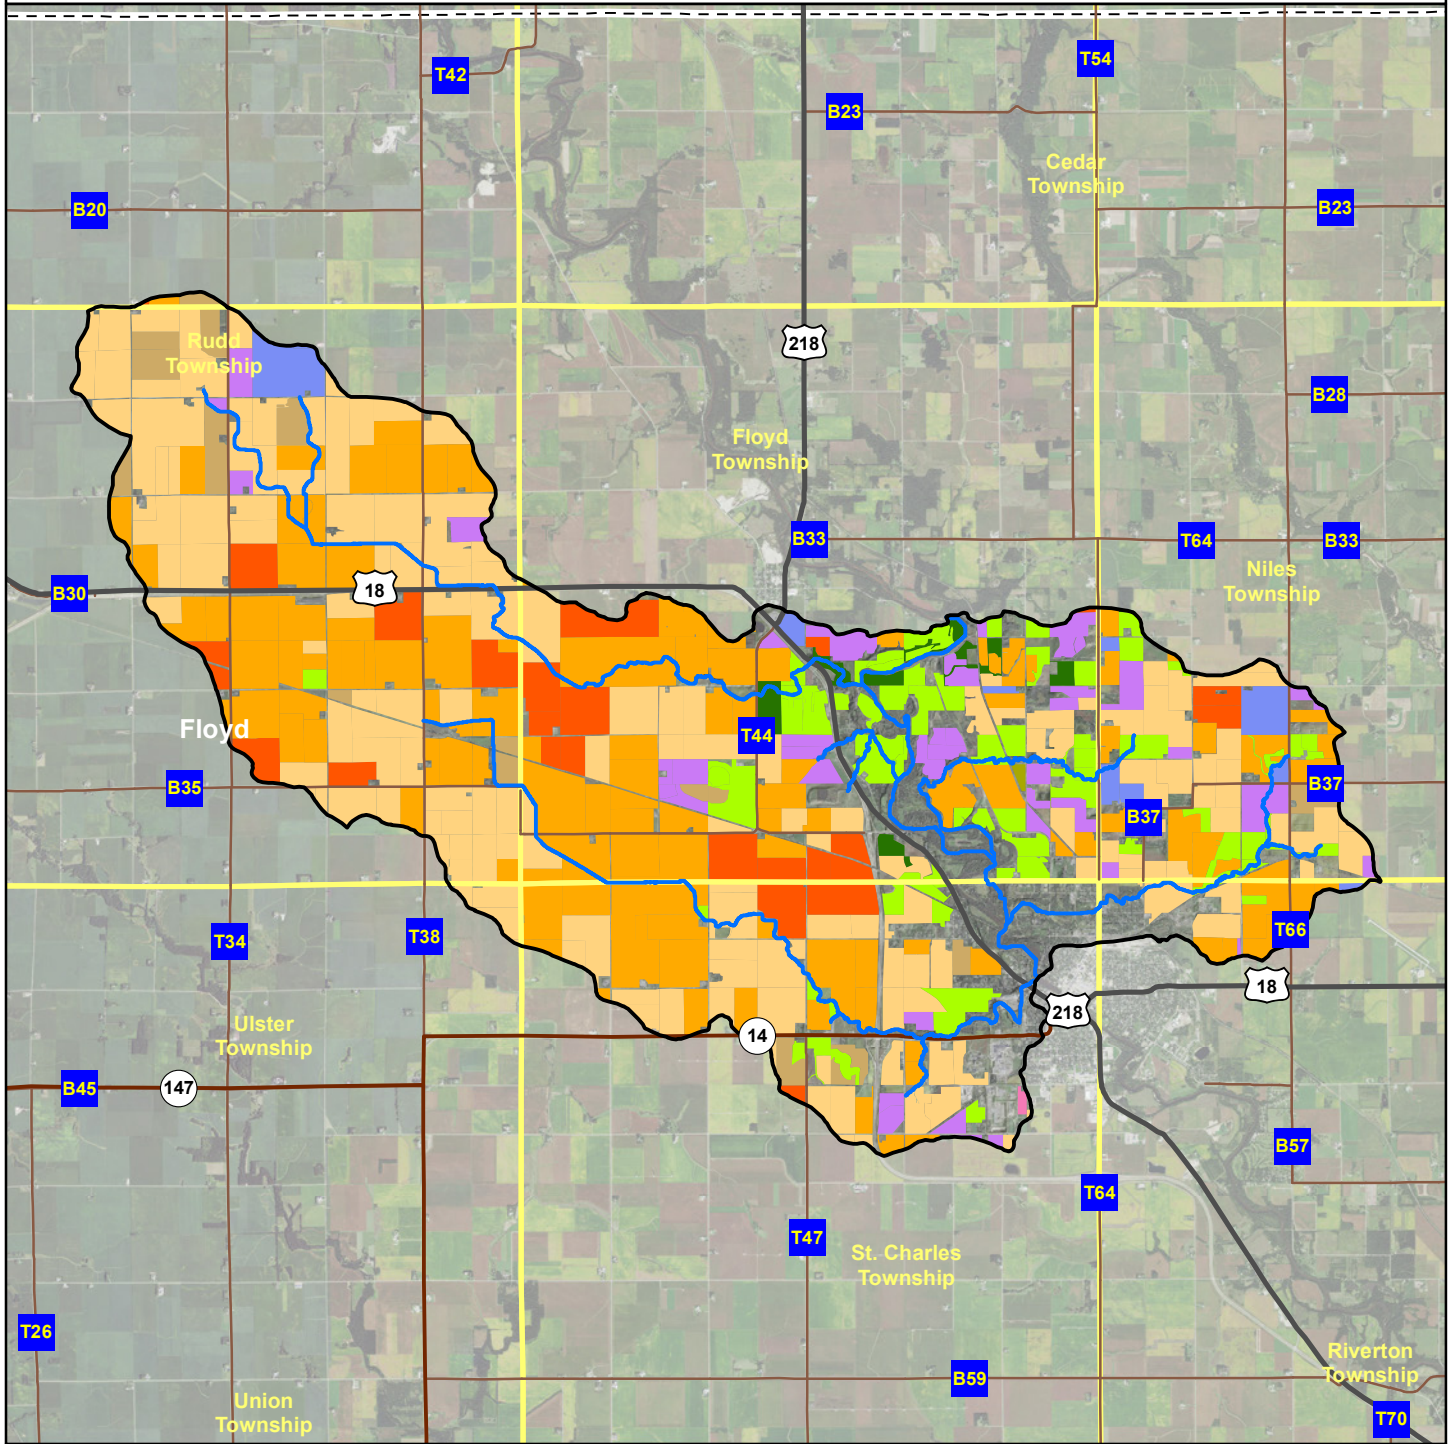 T54
T42
B23
Cedar
Township
B20
B23
Rudd
Township
218
B28
Floyd
Township
B33
T64
B33
Niles
Township
B30
18
Floyd
T44
B35
B37
B37
T34
T38
T66
18
218
Ulster
Township
14
B45
147
B57
T64
T47
St. Charles
Township
T26
Riverton
Township
B59
Union
Township
T70